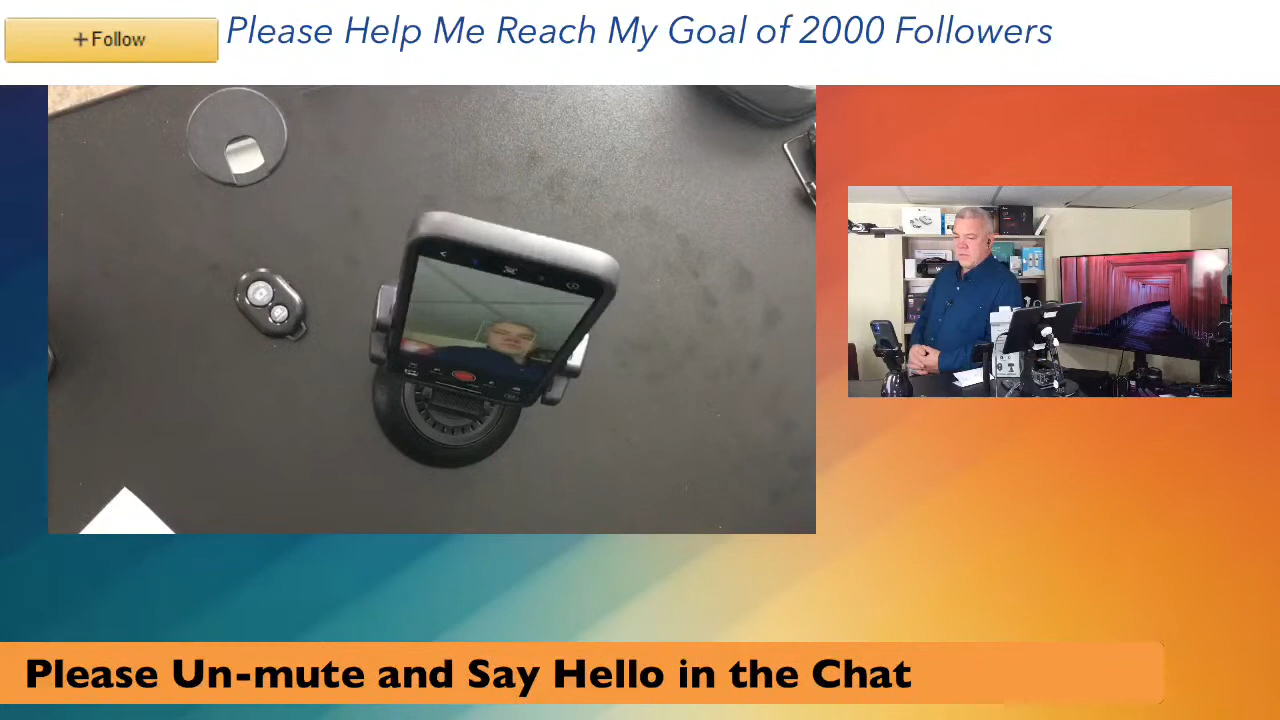 +Follow
Please Help Me Reach My Goal of 2000 Followers
Please Un-mute and Say Hello in the Chat